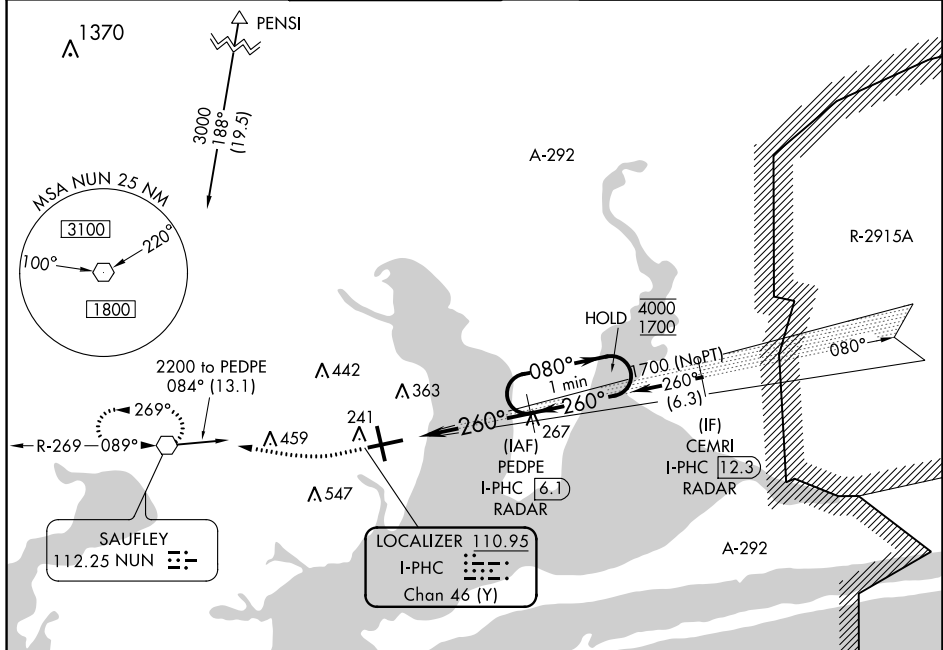 1370
PENSI
3000
188°
(19.5)
A-292
MSA NUN 25 NM
3100
220°
100°
1800
R-2915A
HOLD
4000
1700
2200 to PEDPE
084° (13.1)
442
363
080°
1 min
260°
1700 (NoPT)
260°
(6.3)
080°
269°
R-269
089°
459
241
260°
267
547
(IAF)
PEDPE
I-PHC 6.1
RADAR
(IF)
CEMRI
I-PHC 12.3
RADAR
SAUFLEY
112.25 NUN
LOCALIZER 110.95
I-PHC
Chan 46 (Y)
A-292